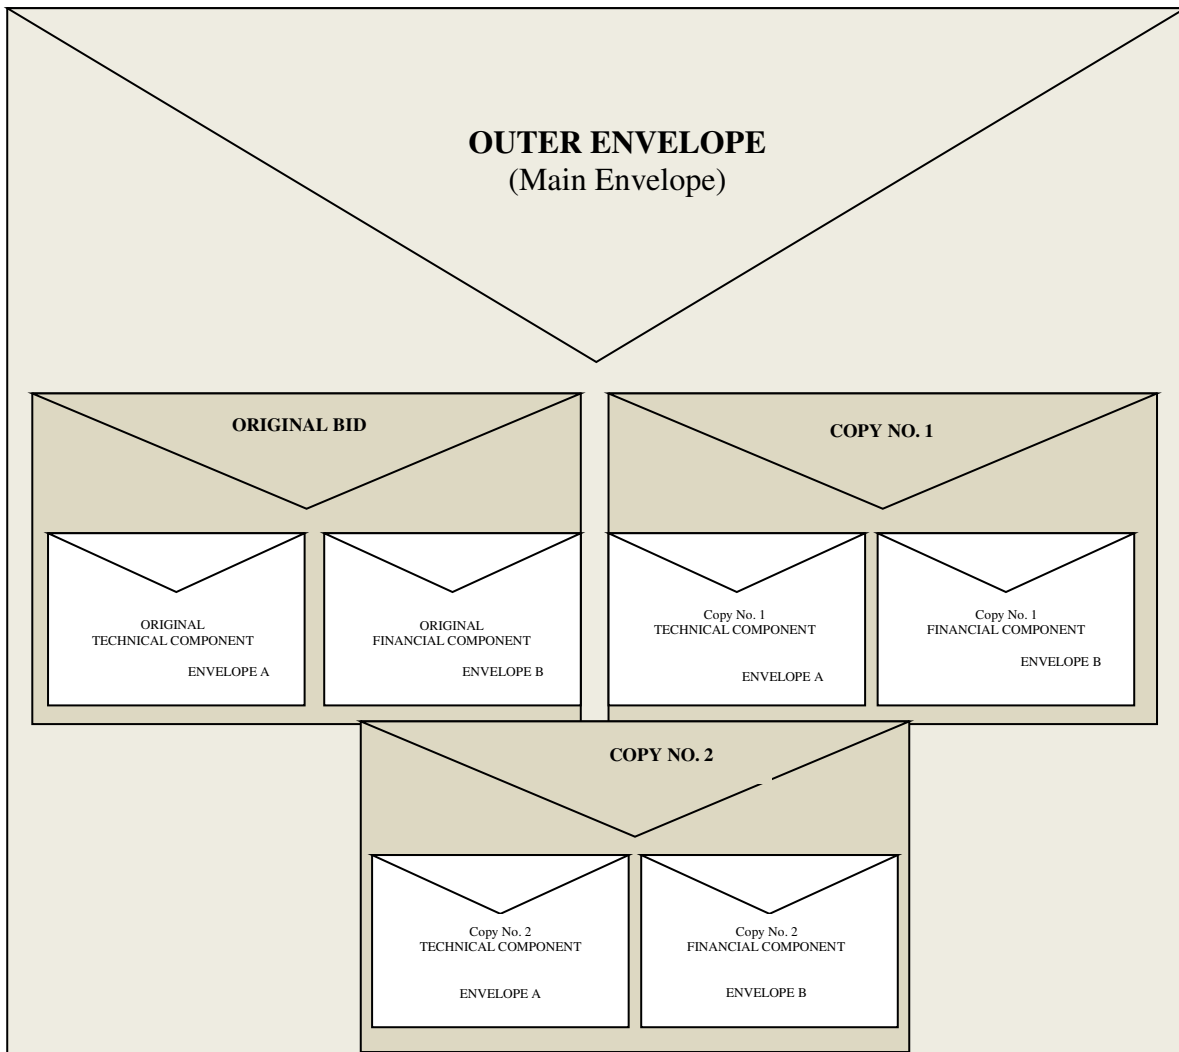 OUTER ENVELOPE
(Main Envelope)
ORIGINAL BID
ORIGINAL
TECHNICAL COMPONENT
ENVELOPE A
ORIGINAL
FINANCIAL COMPONENT
ENVELOPE B
COPY NO. 1
Copy No. 1
TECHNICAL COMPONENT
ENVELOPE A
Copy No. 1
FINANCIAL COMPONENT
ENVELOPE B
COPY NO. 2
Copy No. 2
TECHNICAL COMPONENT
ENVELOPE A
Copy No. 2
FINANCIAL COMPONENT
ENVELOPE B